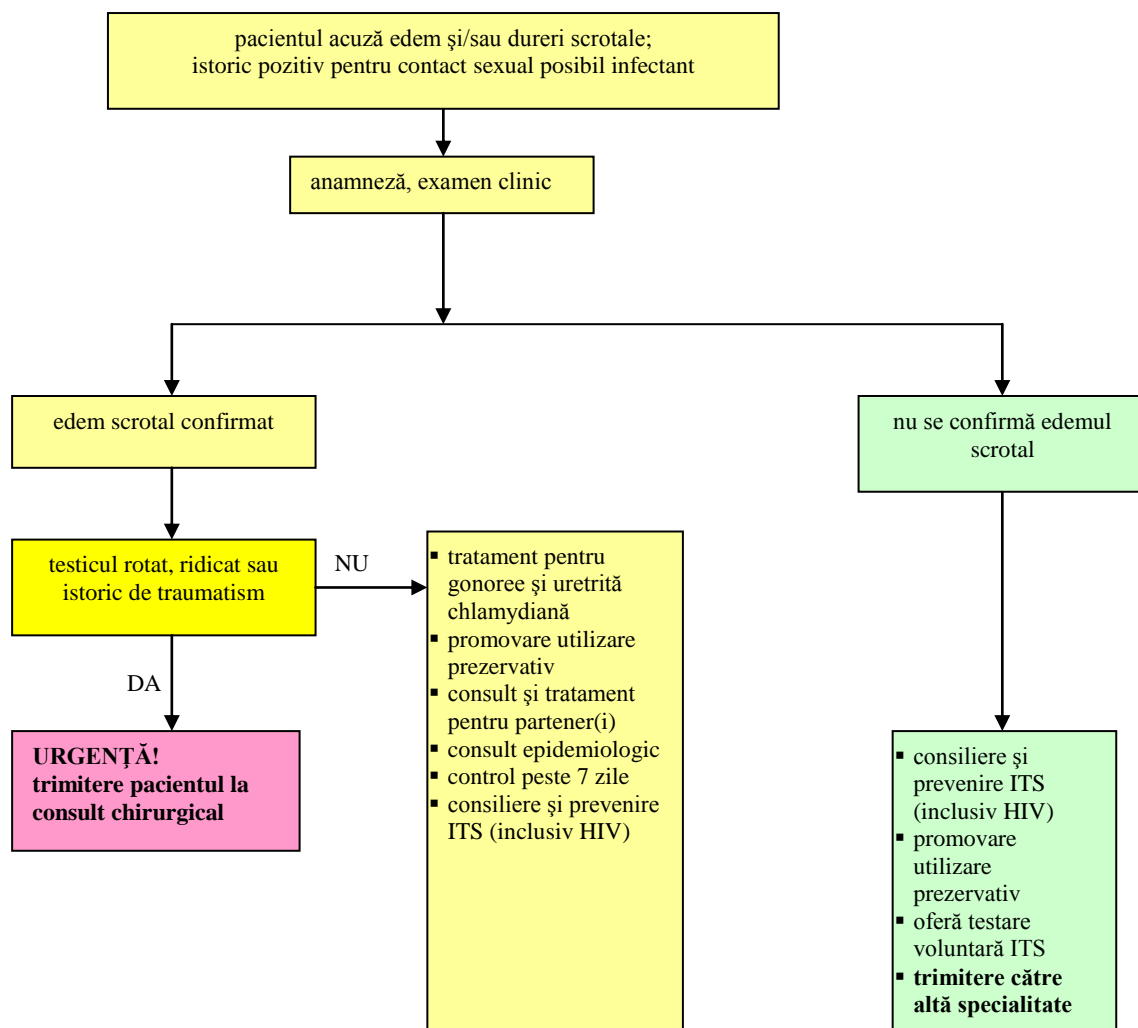 pacientul acuză edem şi/sau dureri scrotale;
istoric pozitiv pentru contact sexual posibil infectant
anamneză, examen clinic
edem scrotal confirmat
nu se confirmă edemul
scrotal
testicul rotat, ridicat sau
istoric de traumatism
NU
DA
URGENŢĂ!
trimitere pacientul la
consult chirurgical
▪ tratament pentru
gonoree şi uretrită
chlamydiană
▪ promovare utilizare
prezervativ
▪ consult şi tratament
pentru partener(i)
▪ consult epidemiologic
▪ control peste 7 zile
▪ consiliere şi prevenire
ITS (inclusiv HIV)
▪ consiliere şi
prevenire ITS
(inclusiv HIV)
▪ promovare
utilizare
prezervativ
▪ oferă testare
voluntară ITS
▪ trimitere către
altă specialitate